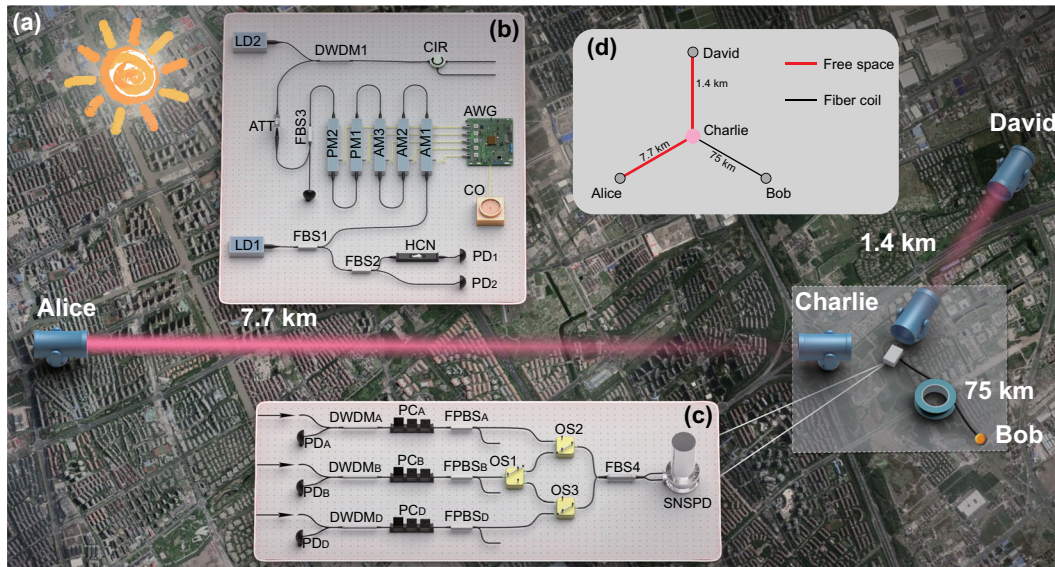 (a)
(b)
LD2
DWDM1
CIR
ATT
FBS3
PM2
PM1
AM3
AM2
AM1
AWG
CO
LD1
FBS1
FBS2
HCN
PD1
PD2
(d)
David
1.4 km
Free space
Fiber coil
Charlie
7.7 km
75 km
Alice
Bob
David
1.4 km
Alice
7.7 km
Charlie
75 km
Bob
(c)
DWDMA
PCA
FPBSA
PDA
OS2
DWDMB
PCB
FPBSB
OS1
PDB
FBS4
SNSPD
OS3
DWDMD
PCD
FPBSD
PDD